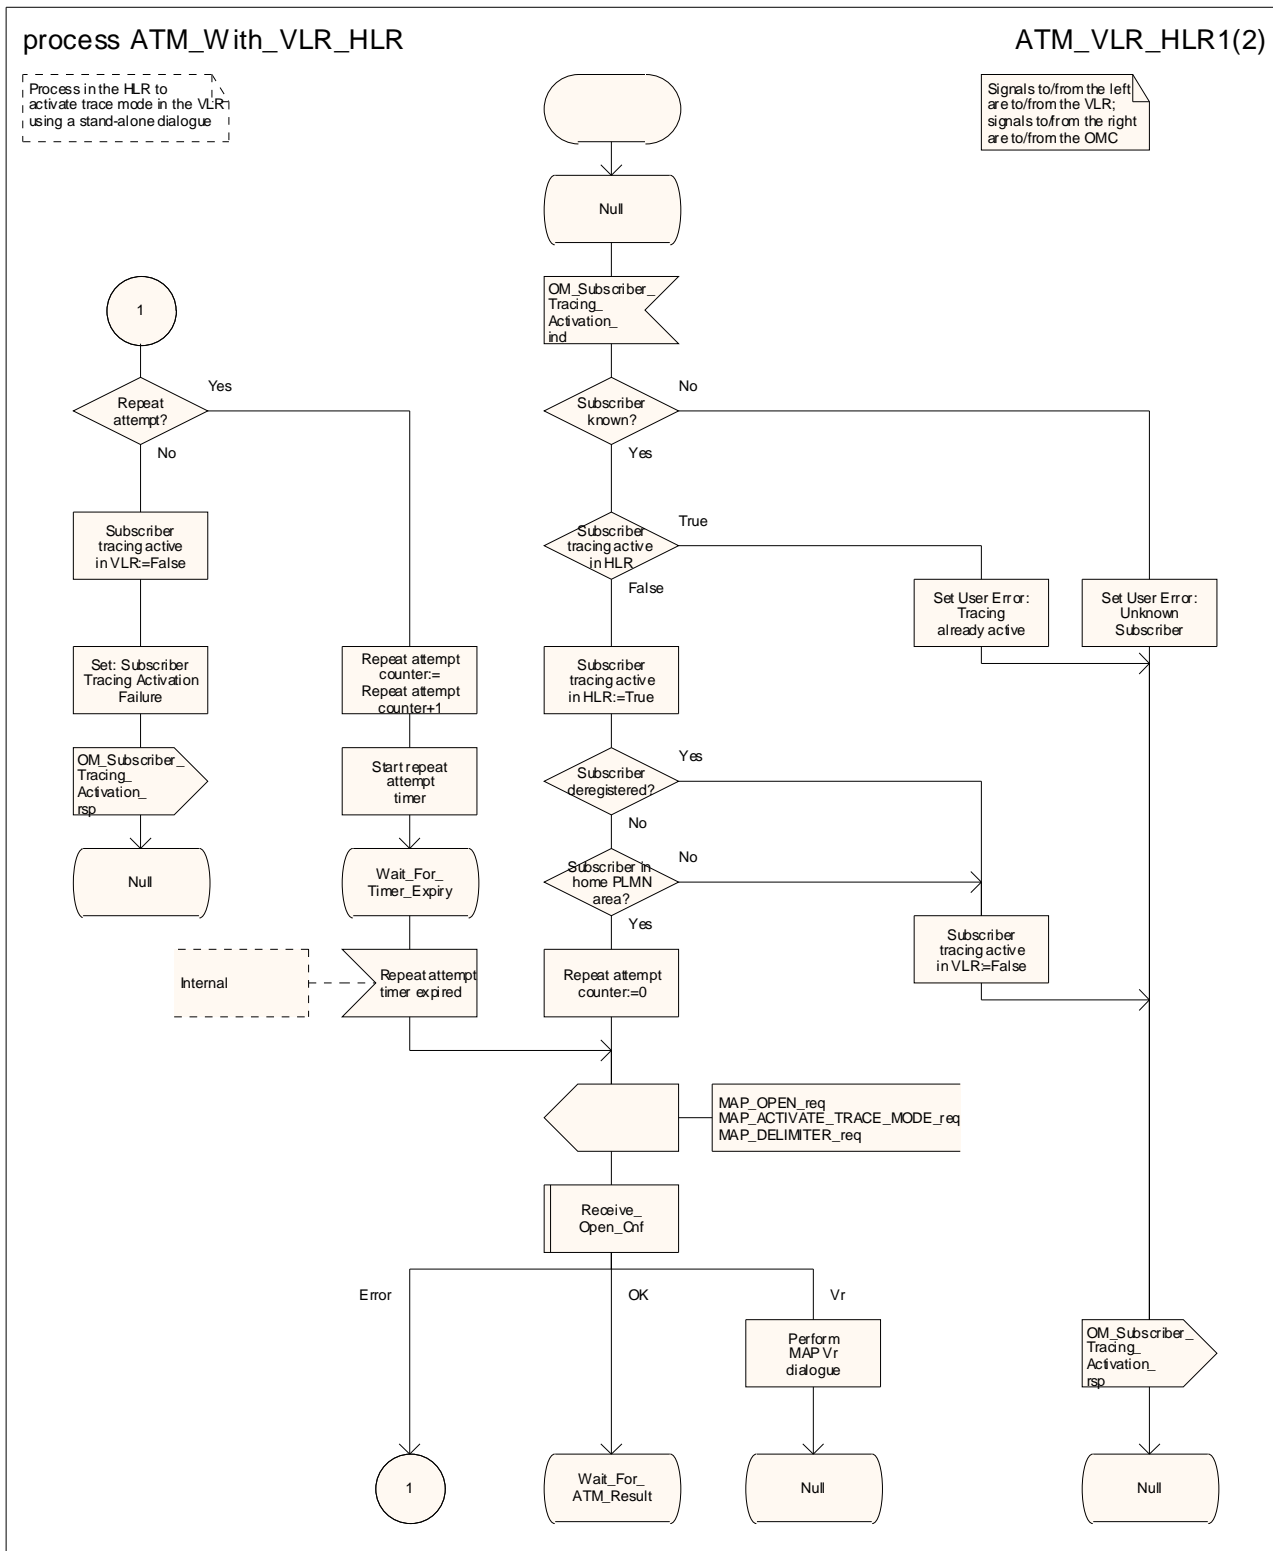 process ATM_With_VLR_HLR
ATM_VLR_HLR1(2)
Process in the HLR to
activate trace mode in the VLR
using a stand-alone dialogue
Signals to/from the left
are to/from the VLR;
signals to/from the right
are to/from the OMC
Null
OM_Subscriber_
Tracing_
Activation_
ind
1
Yes
No
Repeat
attempt?
Subscriber
known?
No
Yes
Subscriber
tracing active
in VLR:=False
True
Subscriber
tracing active
in HLR
False
Set User Error:
Tracing
already active
Set User Error:
Unknown
Subscriber
Set: Subscriber
Tracing Activation
Failure
Repeat attempt
counter:=
Repeat attempt
counter+1
Subscriber
tracing active
in HLR:=True
OM_Subscriber_
Tracing_
Activation_
rsp
Start repeat
attempt
timer
Yes
Subscriber
deregistered?
No
Null
Wait_For_
Timer_Expiry
No
Subscriber in
home PLMN
area?
Yes
Subscriber
tracing active
in VLR:=False
Internal
Repeat attempt
timer expired
Repeat attempt
counter:=0
MAP_OPEN_req
MAP_ACTIVATE_TRACE_MODE_req
MAP_DELIMITER_req
Receive_
Open_Cnf
Error
OK
Vr
Perform
MAP Vr
dialogue
OM_Subscriber_
Tracing_
Activation_
rsp
1
Wait_For_
ATM_Result
Null
Null